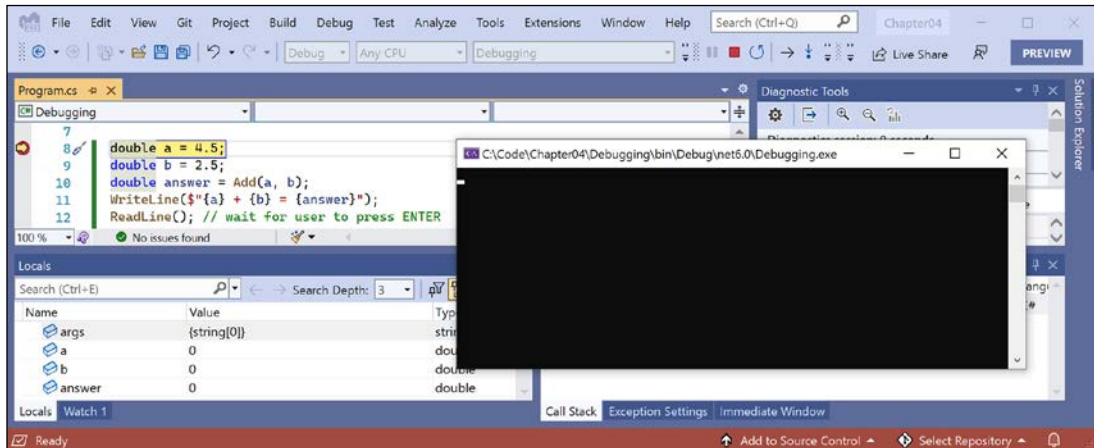 File Edit View Git Project Build Debug Test Analyze Tools Extensions Window Help Search (Ctrl+Q) Chapter04
Debug Any CPU Debugging Live Share PREVIEW
Program.cs
Debugging
7
8 double a = 4.5;
9 double b = 2.5;
10 double answer = Add(a, b);
11 WriteLine($"{a} + {b} = {answer}");
12 ReadLine(); // wait for user to press ENTER
100 % No issues found
Diagnostic Tools
Solution Explorer
C:\Code\Chapter04\Debugging\bin\Debug\net6.0\Debugging.exe
Locals
Search (Ctrl+E) Search Depth: 3
Name Value
args {string[0]}
a 0
b 0 double
answer 0 double
Locals Watch 1
Call Stack Exception Settings Immediate Window
Ready Add to Source Control Select Repository